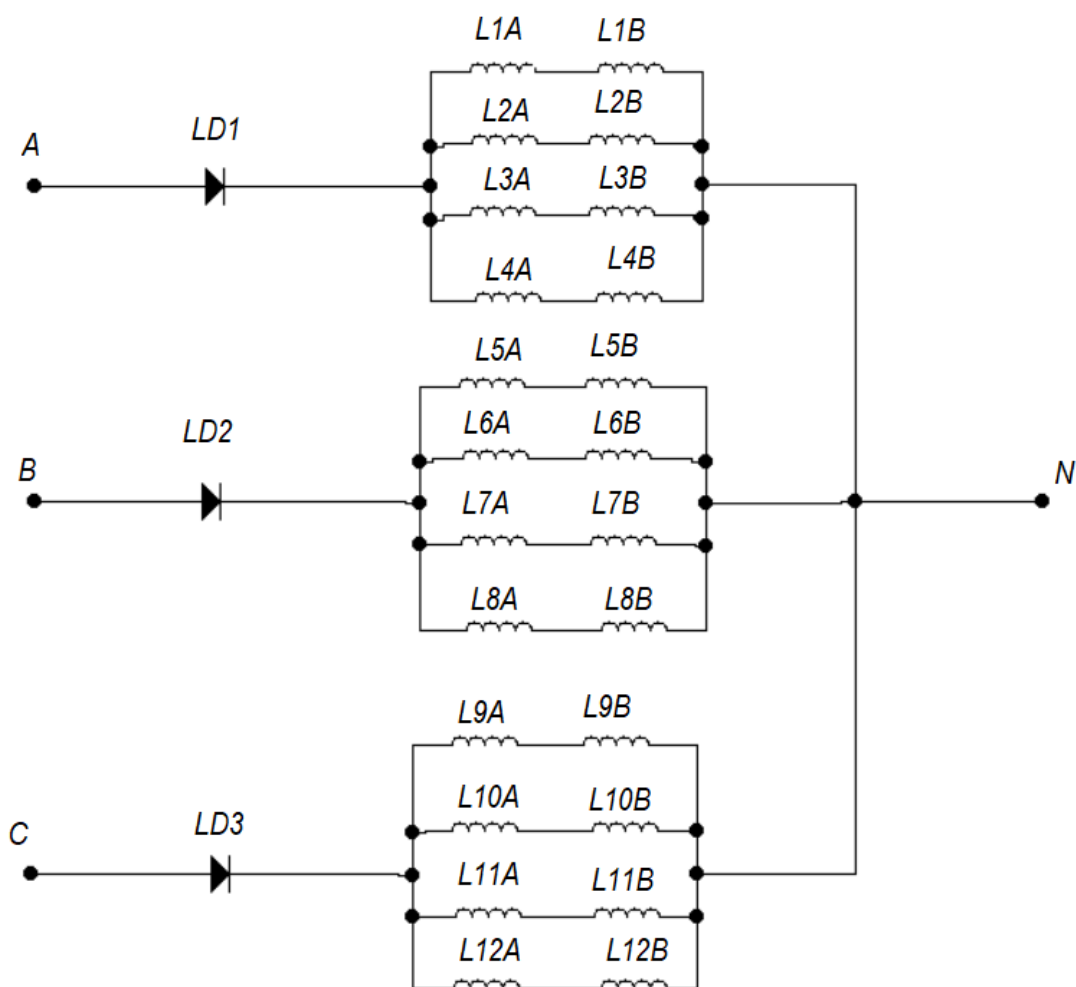 L1A L1B
L2A L2B
LD1
A
L3A L3B
L4A L4B
L5A L5B
L6A L6B
LD2
B
N
L7A L7B
L8A L8B
L9A L9B
L10A L10B
LD3
C
L11A L11B
L12A L12B